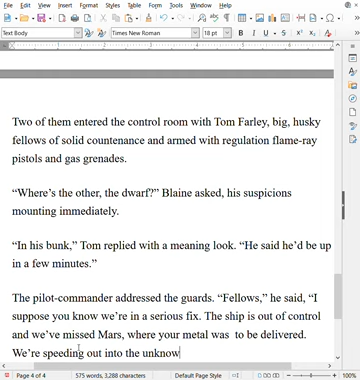 File Edit View Insert Format Styles Table Form Tools Window Help
Text Body Times New Roman 18 pt
Two of them entered the control room with Tom Farley, big, husky
fellows of solid countenance and armed with regulation flame-ray
pistols and gas grenades.
“Where’s the other, the dwarf?” Blaine asked, his suspicions
mounting immediately.
“In his bunk,” Tom replied with a meaning look. “He said he’d be up
in a few minutes.”
The pilot-commander addressed the guards. “Fellows,” he said, “I
suppose you know we’re in a serious fix. The ship is out of control
and we’ve missed Mars, where your metal was  to be delivered.
We’re speeding out into the unknow
Page 4 of 4 575 words, 3,288 characters Default Page Style